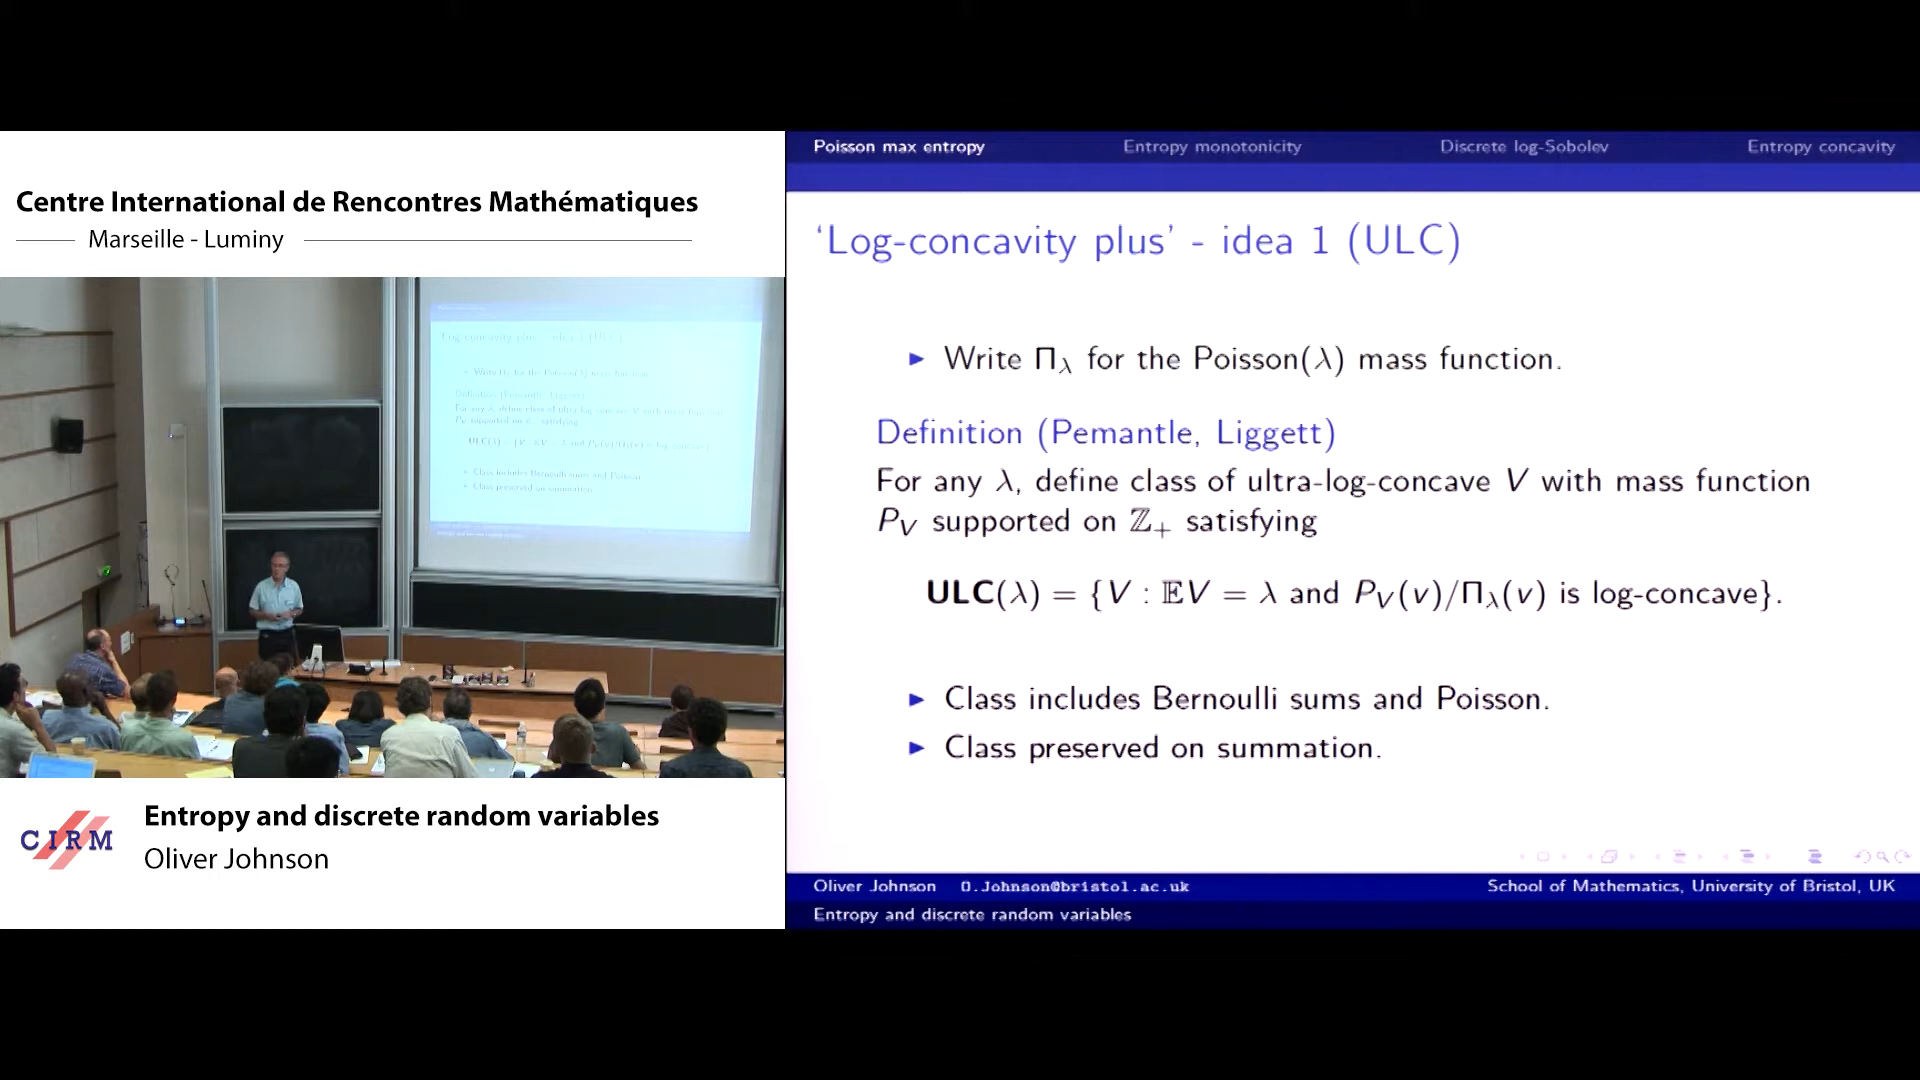 Centre International de Rencontres Mathématiques
Marseille - Luminy
CIRM
Entropy and discrete random variables
Oliver Johnson
Poisson max entropy Entropy monotonicity Discrete log-Sobolev Entropy concavity
‘Log-concavity plus’ - idea 1 (ULC)
► Write Π_λ for the Poisson(λ) mass function.
Definition (Pemantle, Liggett)
For any λ, define class of ultra-log-concave V with mass function
P_V supported on ℤ₊ satisfying
ULC(λ) = {V : 𝔼V = λ and P_V(v)/Π_λ(v) is log-concave}.
► Class includes Bernoulli sums and Poisson.
► Class preserved on summation.
Oliver Johnson O.Johnson@bristol.ac.uk School of Mathematics, University of Bristol, UK
Entropy and discrete random variables